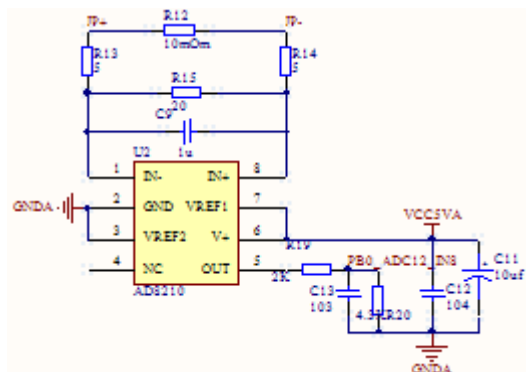 JP+ R12 JP-
10mOm
R13 R14
5 5
R15
20
C9
1u
U2
1 IN- IN+ 8
GNDA 2 GND VREF1 7
3 VREF2 V+ 6
4 NC OUT 5
AD8210
VCC5VA
R19
2K
PB0_ADC12_IN8
C11
10uf
C13
103
R20
C12
104
GNDA